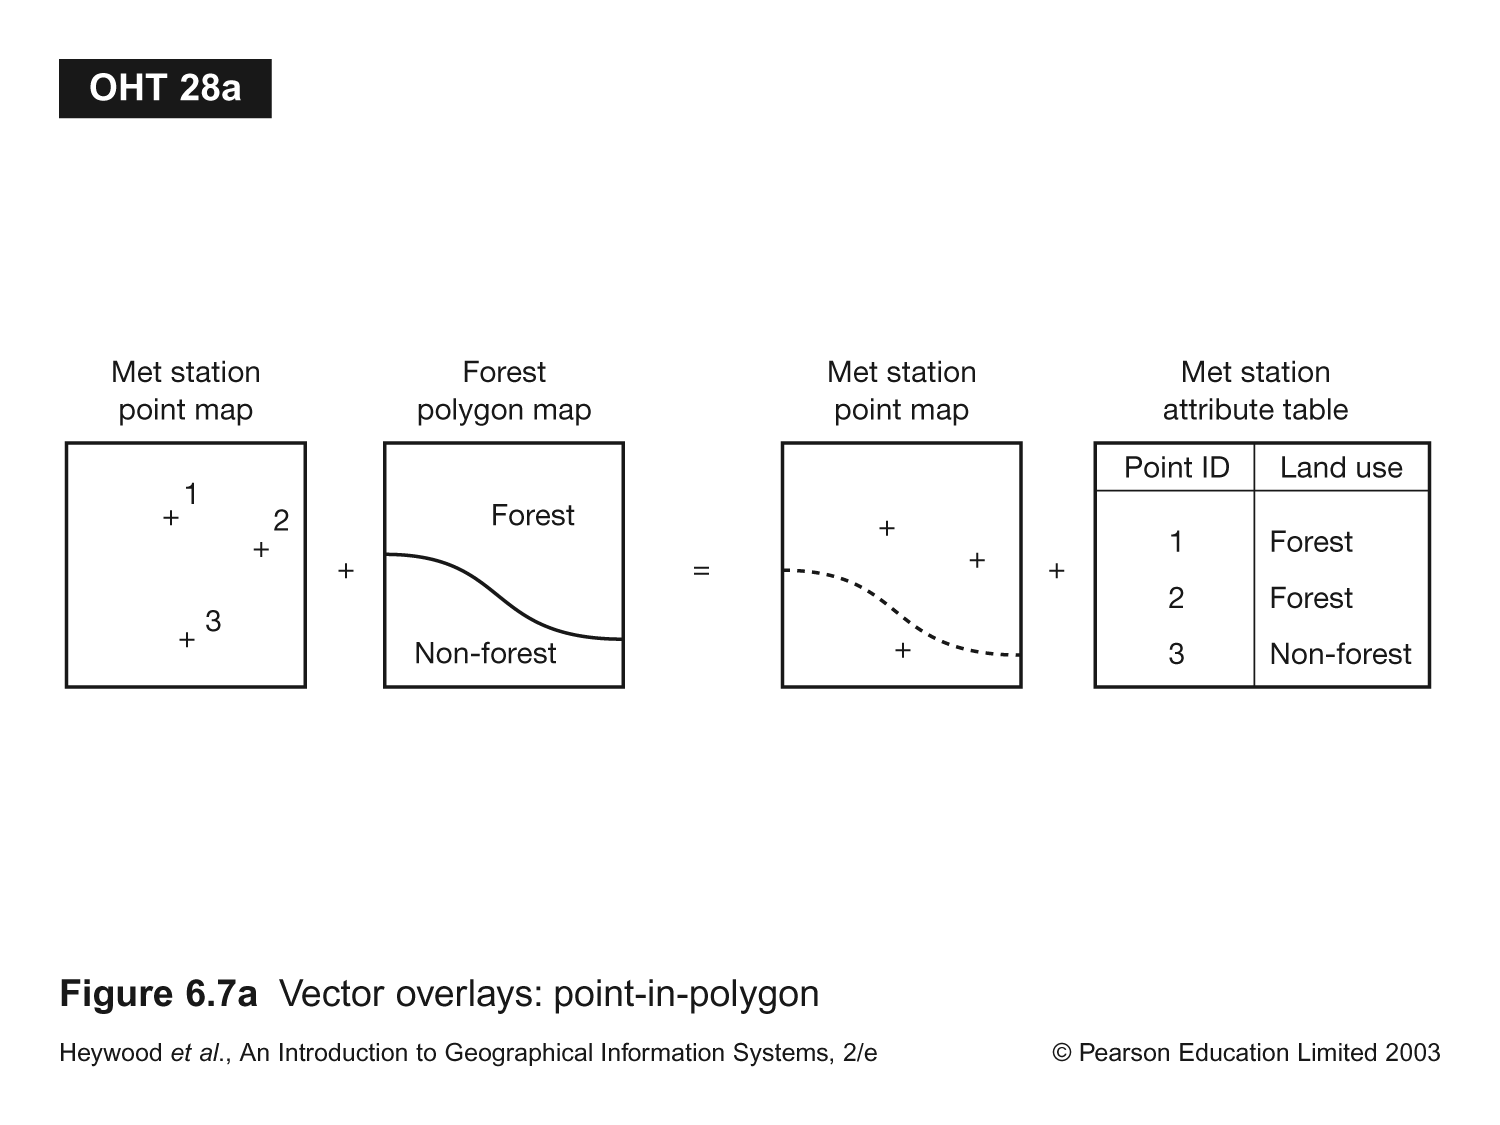 OHT 28a
Met station
point map
1
+
2
+
3
+
+
Forest
polygon map
Forest
Non-forest
=
Met station
point map
+
+
+
+
Met station
attribute table
Point ID Land use
1 Forest
2 Forest
3 Non-forest
Figure 6.7a Vector overlays: point-in-polygon
Heywood et al., An Introduction to Geographical Information Systems, 2/e
© Pearson Education Limited 2003